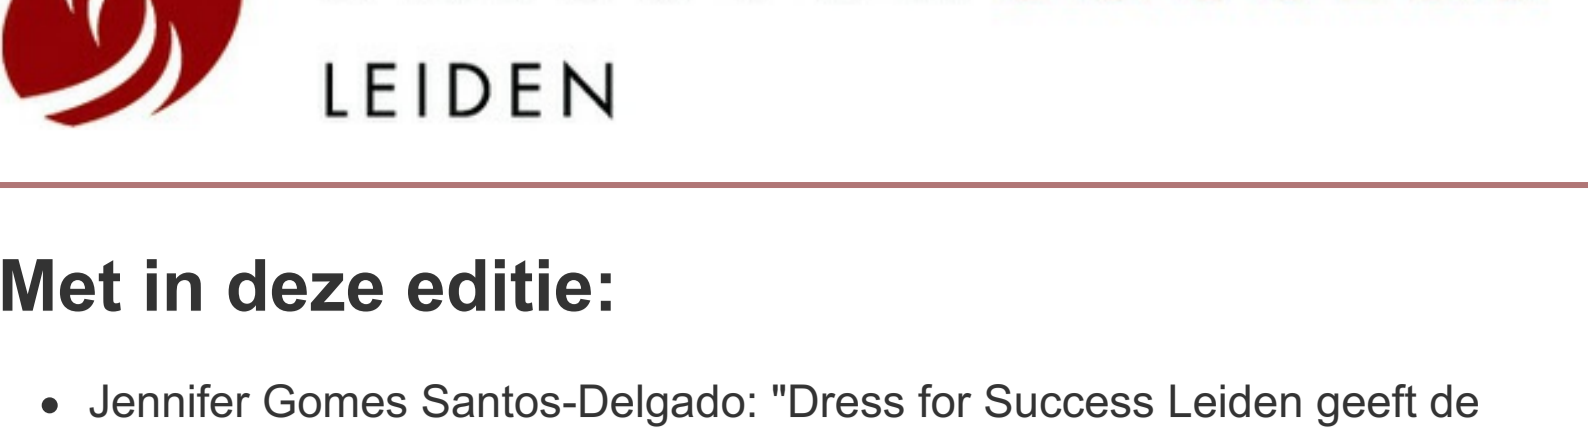 LEIDEN
Met in deze editie:
• Jennifer Gomes Santos-Delgado: "Dress for Success Leiden geeft de